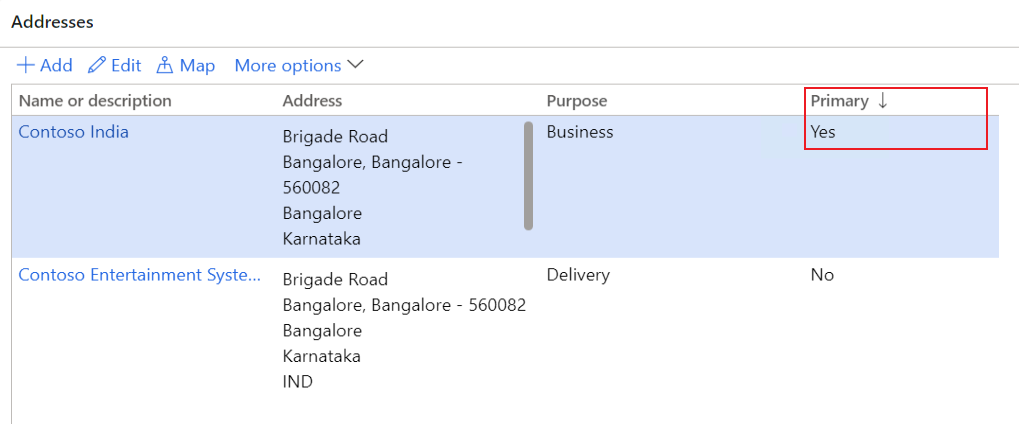 Addresses
Add Edit Map More options
Name or description Address Purpose Primary ↓
Contoso India Brigade Road Business Yes
Bangalore, Bangalore -
560082
Bangalore
Karnataka
Contoso Entertainment Syste... Brigade Road Delivery No
Bangalore, Bangalore - 560082
Bangalore
Karnataka
IND